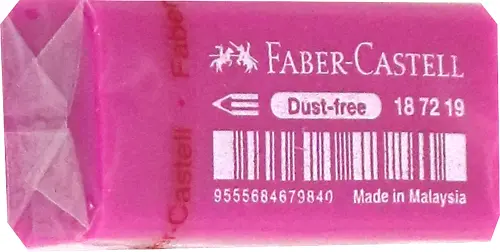 FABER-CASTELL
Dust-free 18 72 19
9555684679840 Made in Malaysia
Castell • Faber